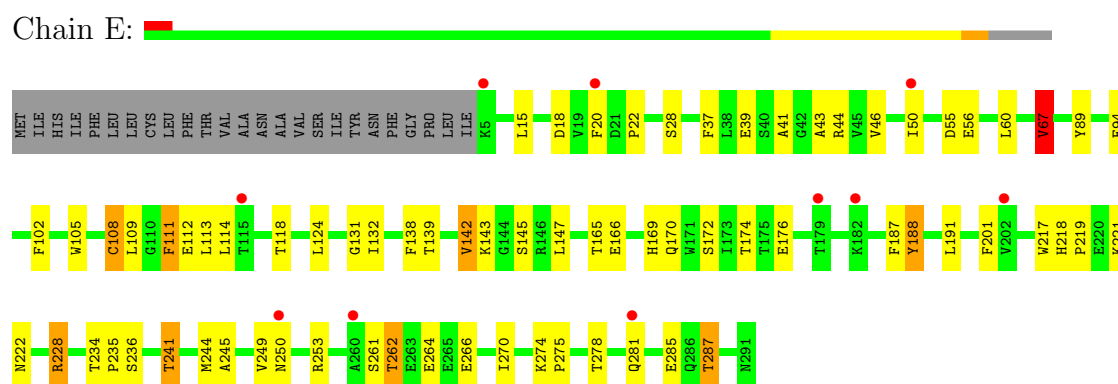 Chain E:
MET ILE HIS ILE PHE LEU LEU CYS LEU PHE THR VAL ALA ASN ALA VAL SER ILE TYR ASN PHE GLY PRO LEU ILE K5 L15 D18 V19 F20 D21 P22 S28 F37 L38 E39 S40 A41 G42 A43 R44 V45 V46 I50 D55 E56 L60 V67 Y89
F102 W105 C108 L109 G110 F111 E112 L113 L114 T115 T118 L124 G131 I132 F138 T139 V142 K143 G144 S145 R146 L147 T165 E166 H169 Q170 W171 S172 I173 T174 T175 E176 T179 K182 F187 Y188 L191 F201 V202 W217 H218 P219 E220 K221
N222 R228 T234 P235 S236 T241 M244 A245 V249 N250 R253 A260 S261 T262 E263 E264 E265 E266 I270 K274 P275 T278 Q281 E285 Q286 T287 N291